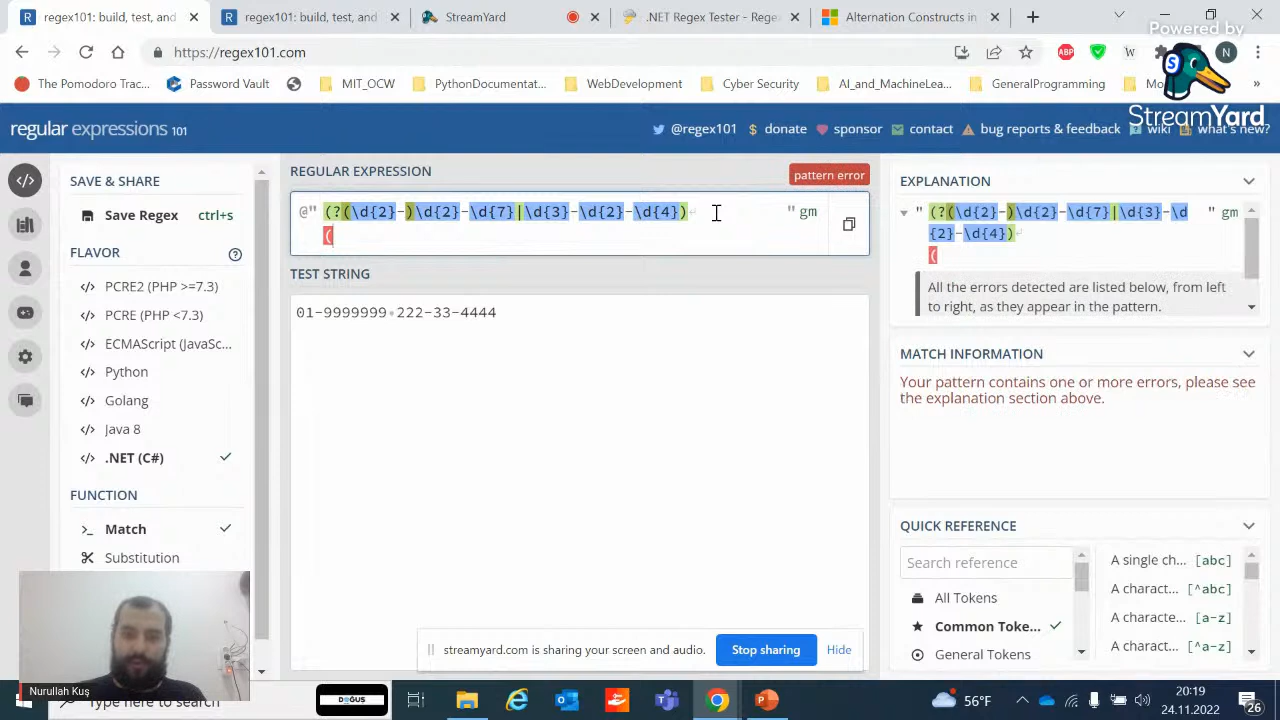 regex101: build, test, and
regex101: build, test, and
StreamYard
.NET Regex Tester - Rege
Alternation Constructs in
Powered by
StreamYard
https://regex101.com
ABP
W
N
The Pomodoro Tracker
Password Vault
MIT_OCW
PythonDocumentat...
WebDevelopment
Cyber Security
AI_and_MachineLea...
GeneralProgramming
regular expressions 101
@regex101
$ donate
sponsor
contact
bug reports & feedback
wiki
what's new?
SAVE & SHARE
Save Regex ctrl+s
FLAVOR
PCRE2 (PHP >=7.3)
PCRE (PHP <7.3)
ECMAScript (JavaSc...
Python
Golang
Java 8
.NET (C#)
FUNCTION
Match
Substitution
REGULAR EXPRESSION
pattern error
@" (?(\d{2}-)\d{2}-\d{7}|\d{3}-\d{2}-\d{4}) " gm
(
TEST STRING
01-9999999 222-33-4444
EXPLANATION
" (?(\d{2}-)\d{2}-\d{7}|\d{3}-\d " gm
{2}-\d{4})
(
All the errors detected are listed below, from left
to right, as they appear in the pattern.
MATCH INFORMATION
Your pattern contains one or more errors, please see
the explanation section above.
QUICK REFERENCE
Search reference
All Tokens
Common Toke...
General Tokens
A single ch... [abc]
A charact... [^abc]
A characte... [a-z]
A charact... [^a-z]
streamyard.com is sharing your screen and audio.
Stop sharing
Hide
Nurullah Kuş
Type here to search
DOĞUŞ
56°F
20:19
24.11.2022
26